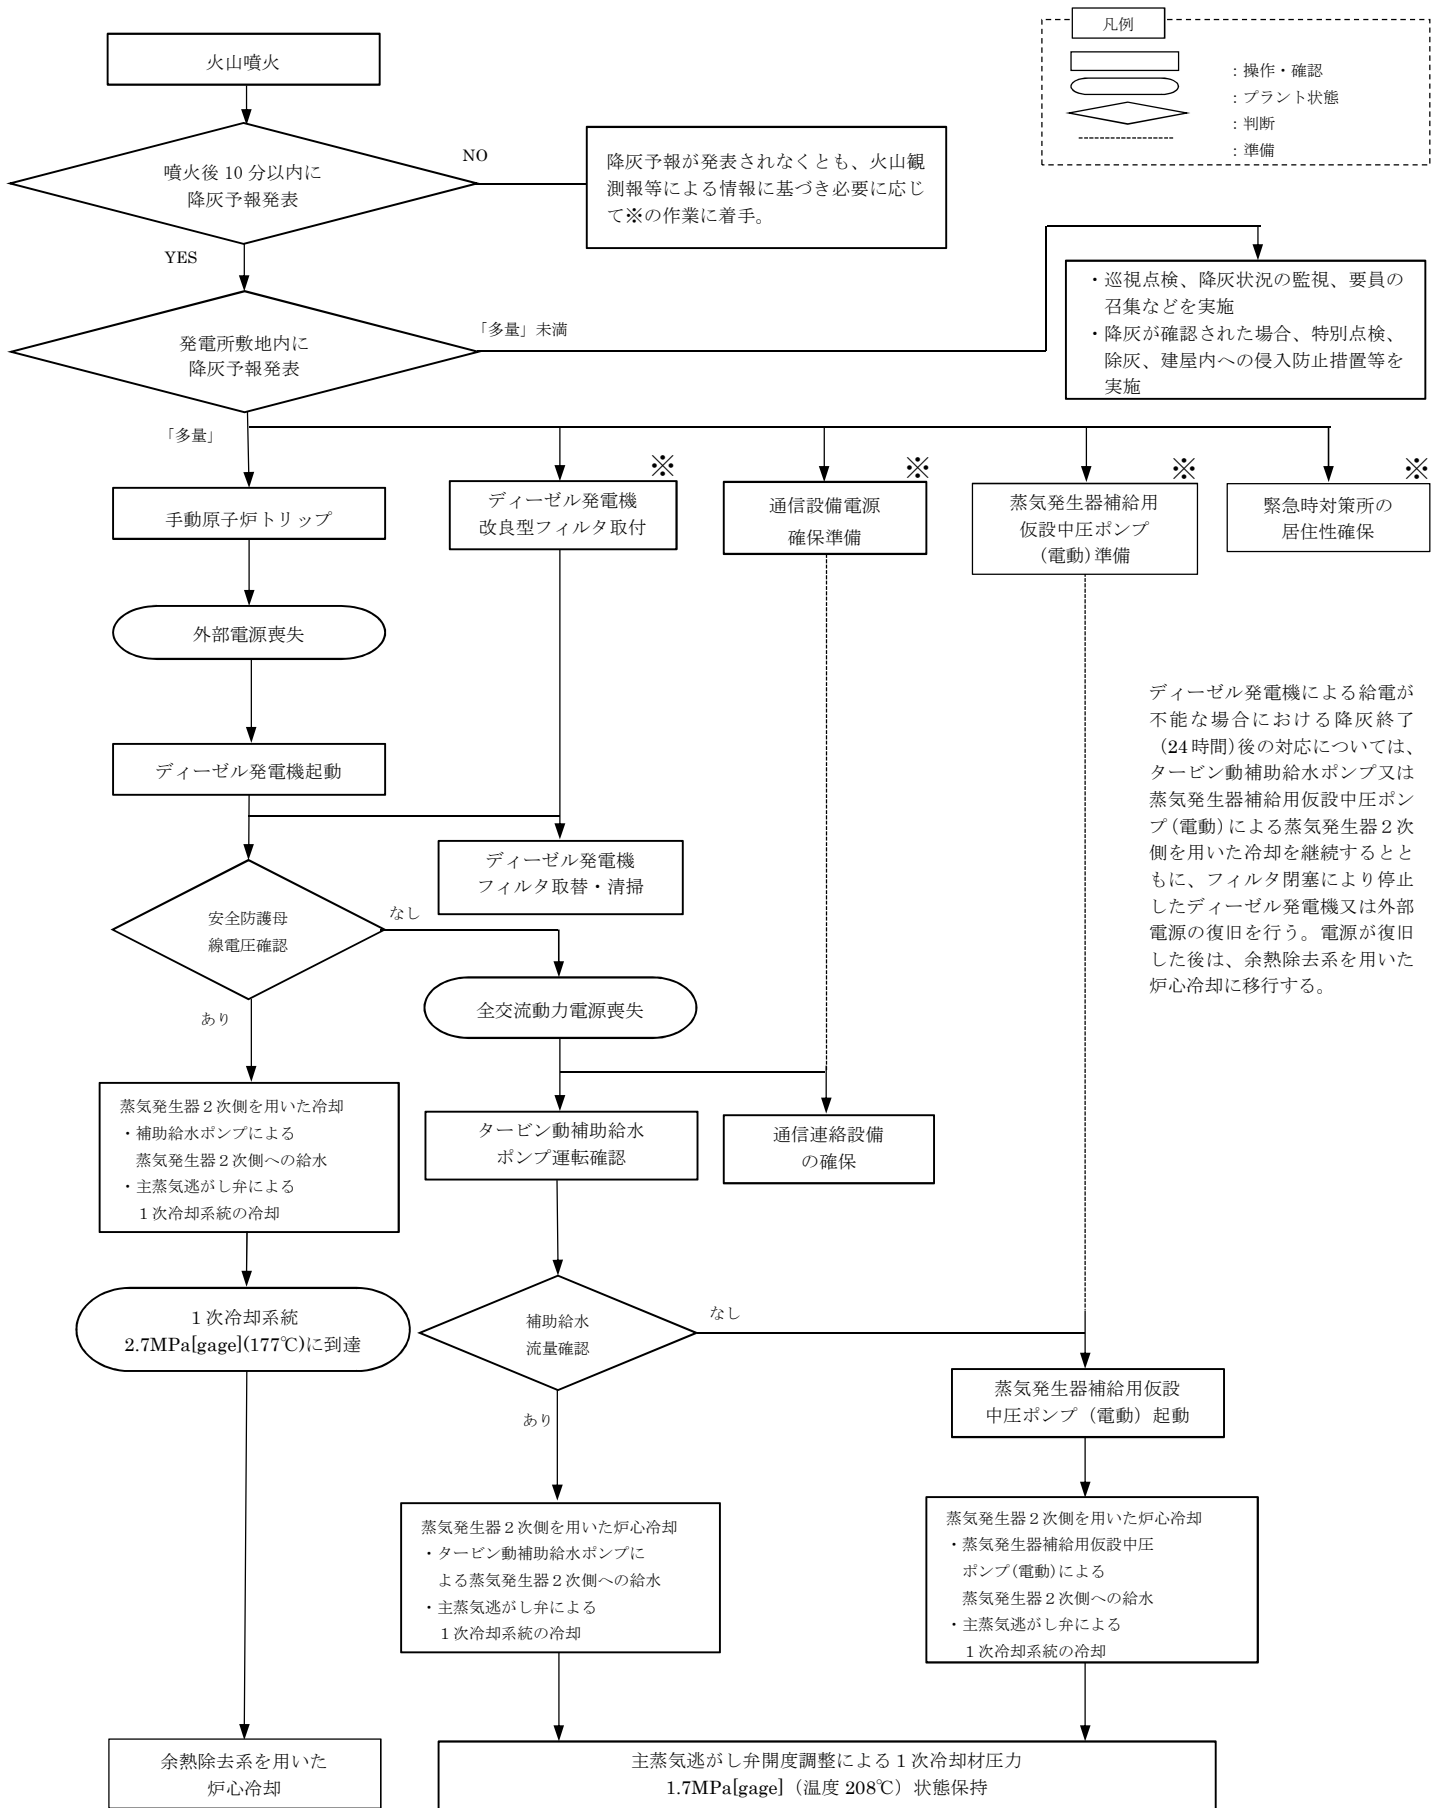 凡例
：操作・確認
：プラント状態
：判断
：準備
火山噴火
噴火後 10 分以内に
降灰予報発表
NO
降灰予報が発表されなくとも、火山観
測報等による情報に基づき必要に応じ
て※の作業に着手。
YES
発電所敷地内に
降灰予報発表
「多量」未満
・巡視点検、降灰状況の監視、要員の
召集などを実施
・降灰が確認された場合、特別点検、
除灰、建屋内への侵入防止措置等を
実施
「多量」
手動原子炉トリップ
※
ディーゼル発電機
改良型フィルタ取付
※
通信設備電源
確保準備
※
蒸気発生器補給用
仮設中圧ポンプ
(電動)準備
※
緊急時対策所の
居住性確保
外部電源喪失
ディーゼル発電機起動
ディーゼル発電機
フィルタ取替・清掃
ディーゼル発電機による給電が
不能な場合における降灰終了
（24 時間）後の対応については、
タービン動補助給水ポンプ又は
蒸気発生器補給用仮設中圧ポン
プ(電動)による蒸気発生器２次
側を用いた冷却を継続するとと
もに、フィルタ閉塞により停止
したディーゼル発電機又は外部
電源の復旧を行う。電源が復旧
した後は、余熱除去系を用いた
炉心冷却に移行する。
安全防護母
線電圧確認
なし
あり
全交流動力電源喪失
蒸気発生器２次側を用いた冷却
・補助給水ポンプによる
蒸気発生器２次側への給水
・主蒸気逃がし弁による
１次冷却系統の冷却
タービン動補助給水
ポンプ運転確認
通信連絡設備
の確保
１次冷却系統
2.7MPa[gage](177℃)に到達
補助給水
流量確認
なし
あり
蒸気発生器補給用仮設
中圧ポンプ（電動）起動
蒸気発生器２次側を用いた炉心冷却
・タービン動補助給水ポンプに
よる蒸気発生器２次側への給水
・主蒸気逃がし弁による
１次冷却系統の冷却
蒸気発生器２次側を用いた炉心冷却
・蒸気発生器補給用仮設中圧
ポンプ(電動)による
蒸気発生器２次側への給水
・主蒸気逃がし弁による
１次冷却系統の冷却
余熱除去系を用いた
炉心冷却
主蒸気逃がし弁開度調整による１次冷却材圧力
1.7MPa[gage]（温度 208℃）状態保持